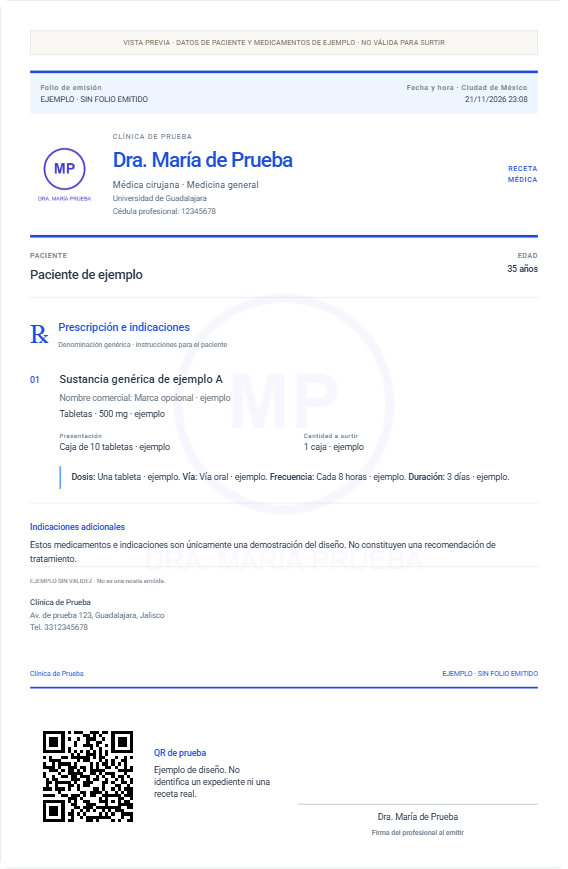 VISTA PREVIA · DATOS DE PACIENTE Y MEDICAMENTOS DE EJEMPLO · NO VÁLIDA PARA SURTIR
Folio de emisión
EJEMPLO · SIN FOLIO EMITIDO
Fecha y hora · Ciudad de México
21/11/2026 23:08
MP
DRA. MARÍA PRUEBA
CLÍNICA DE PRUEBA
Dra. María de Prueba
Médica cirujana · Medicina general
Universidad de Guadalajara
Cédula profesional: 12345678
RECETA
MÉDICA
PACIENTE
Paciente de ejemplo
EDAD
35 años
℞ Prescripción e indicaciones
Denominación genérica · instrucciones para el paciente
01 Sustancia genérica de ejemplo A
Nombre comercial: Marca opcional · ejemplo
Tabletas · 500 mg · ejemplo
Presentación
Caja de 10 tabletas · ejemplo
Cantidad a surtir
1 caja · ejemplo
Dosis: Una tableta · ejemplo. Vía: Vía oral · ejemplo. Frecuencia: Cada 8 horas · ejemplo. Duración: 3 días · ejemplo.
MP
DRA. MARÍA PRUEBA
Indicaciones adicionales
Estos medicamentos e indicaciones son únicamente una demostración del diseño. No constituyen una recomendación de
tratamiento.
EJEMPLO SIN VALIDEZ · No es una receta emitida.
Clínica de Prueba
Av. de prueba 123, Guadalajara, Jalisco
Tel. 3312345678
Clínica de Prueba
EJEMPLO · SIN FOLIO EMITIDO
QR de prueba
Ejemplo de diseño. No
identifica un expediente ni una
receta real.
Dra. María de Prueba
Firma del profesional al emitir